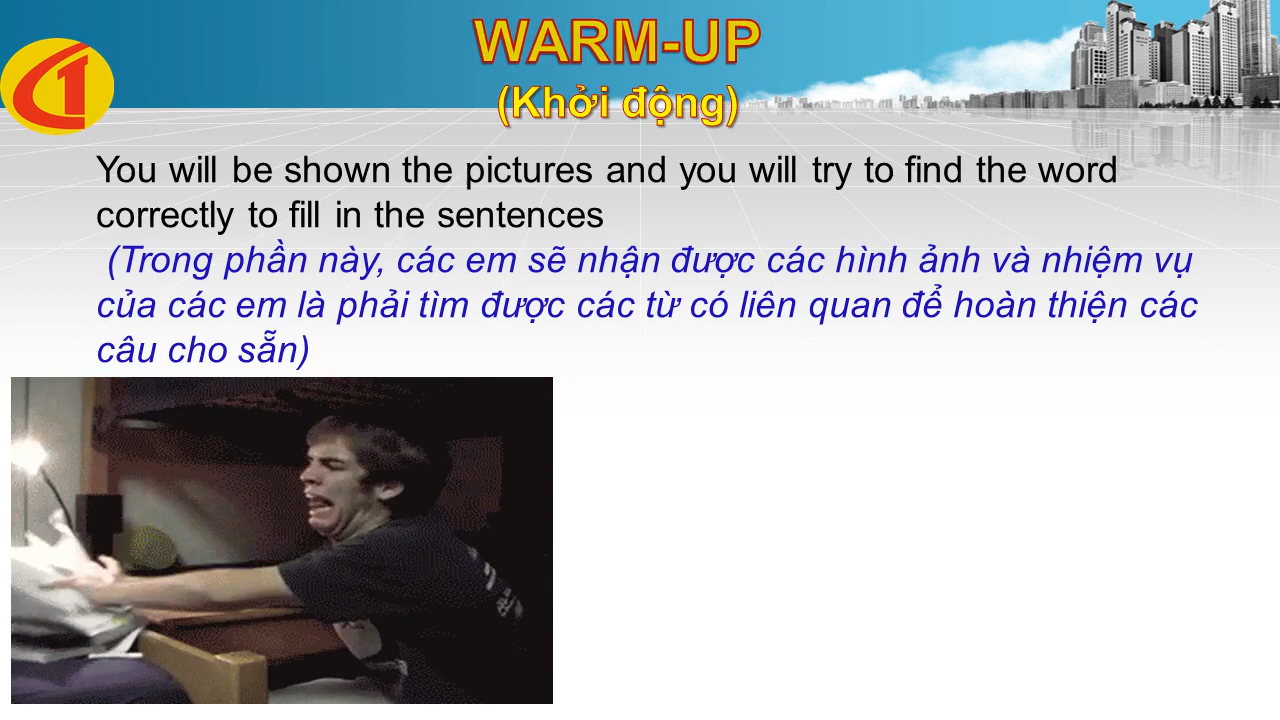 WARM-UP
(Khởi động)
You will be shown the pictures and you will try to find the word
correctly to fill in the sentences
(Trong phần này, các em sẽ nhận được các hình ảnh và nhiệm vụ
của các em là phải tìm được các từ có liên quan để hoàn thiện các
câu cho sẵn)